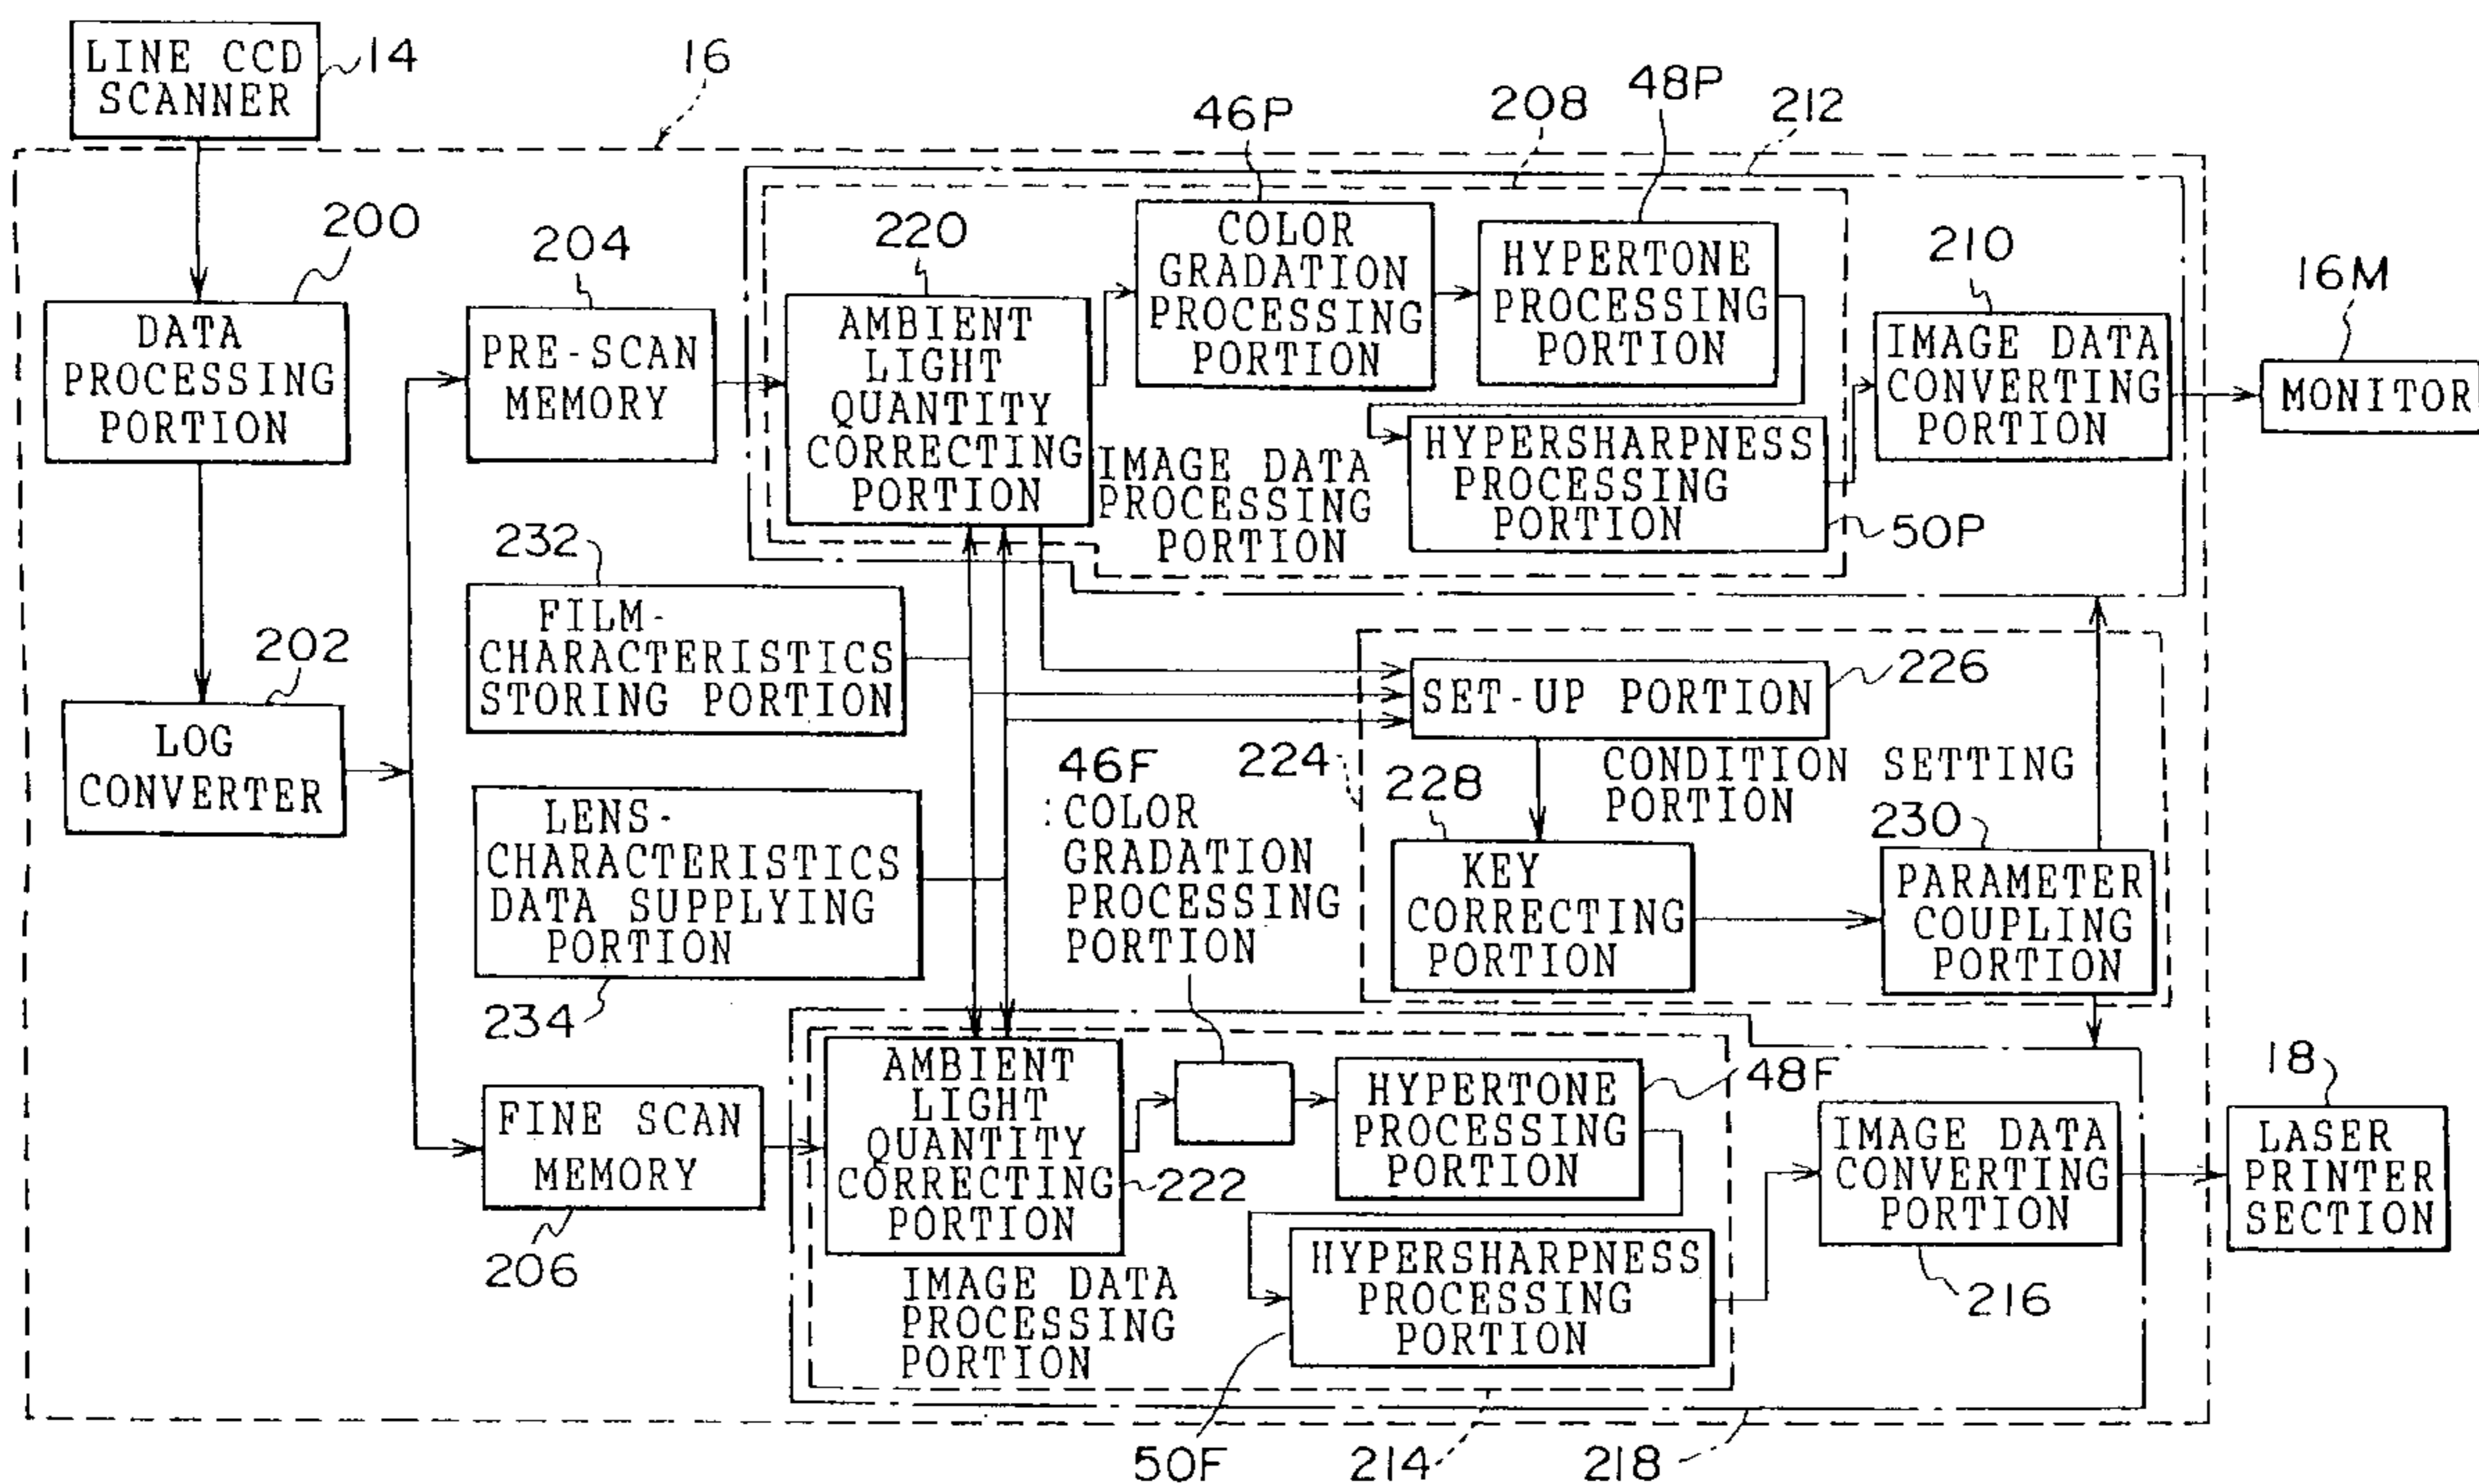 LINE CCD
SCANNER
14
16
46P
48P
208
212
200
DATA
PROCESSING
PORTION
204
PRE-SCAN
MEMORY
220
AMBIENT
LIGHT
QUANTITY
CORRECTING
PORTION
COLOR
GRADATION
PROCESSING
PORTION
HYPERTONE
PROCESSING
PORTION
IMAGE DATA
PROCESSING
PORTION
HYPERSHARPNESS
PROCESSING
PORTION
50P
210
IMAGE DATA
CONVERTING
PORTION
16M
MONITOR
232
FILM-
CHARACTERISTICS
STORING PORTION
202
LOG
CONVERTER
LENS-
CHARACTERISTICS
DATA SUPPLYING
PORTION
234
46F
COLOR
GRADATION
PROCESSING
PORTION
224
SET-UP PORTION
226
CONDITION SETTING
PORTION
228
KEY
CORRECTING
PORTION
230
PARAMETER
COUPLING
PORTION
FINE SCAN
MEMORY
206
AMBIENT
LIGHT
QUANTITY
CORRECTING
PORTION
222
HYPERTONE
PROCESSING
PORTION
48F
IMAGE DATA
PROCESSING
PORTION
HYPERSHARPNESS
PROCESSING
PORTION
50F
IMAGE DATA
CONVERTING
PORTION
216
18
LASER
PRINTER
SECTION
214
218